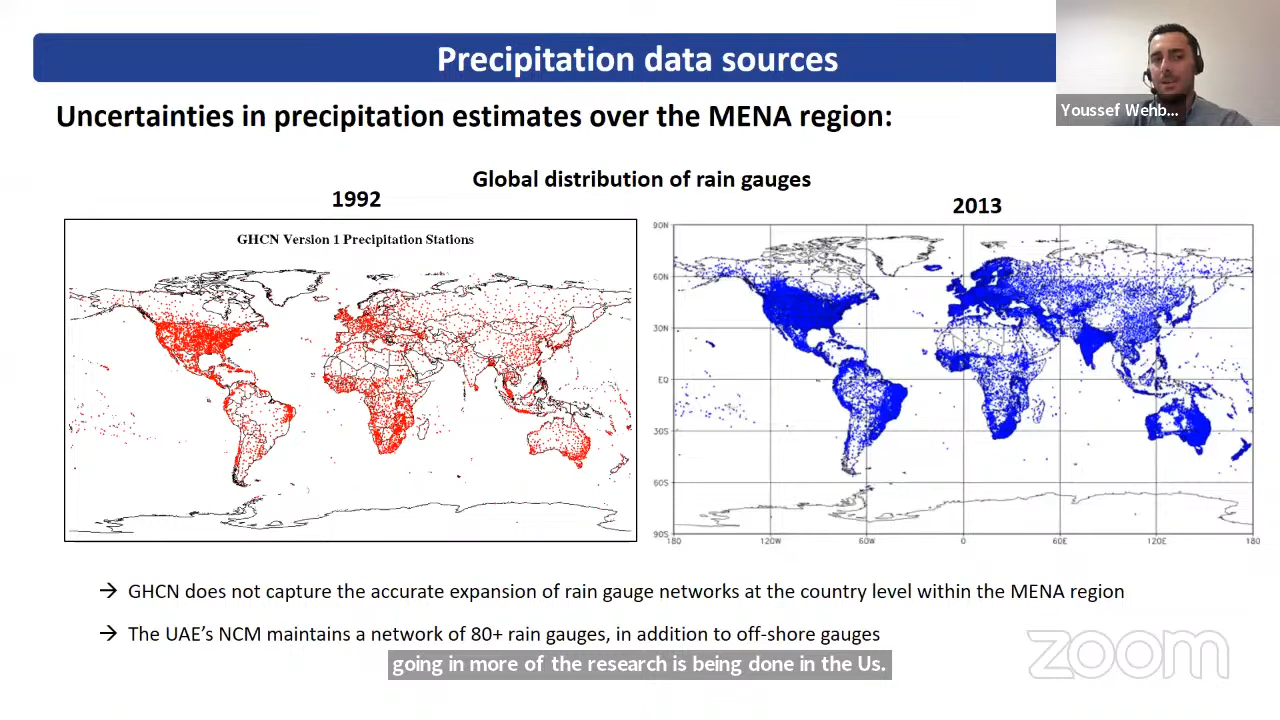 Precipitation data sources
Youssef Wehb...
Uncertainties in precipitation estimates over the MENA region:
Global distribution of rain gauges
1992
2013
GHCN Version 1 Precipitation Stations
90N
60N
30N
EQ
30S
60S
90S
180 120W 60W 0 60E 120E 180
→ GHCN does not capture the accurate expansion of rain gauge networks at the country level within the MENA region
→ The UAE's NCM maintains a network of 80+ rain gauges, in addition to off-shore gauges
zoom
going in more of the research is being done in the Us.